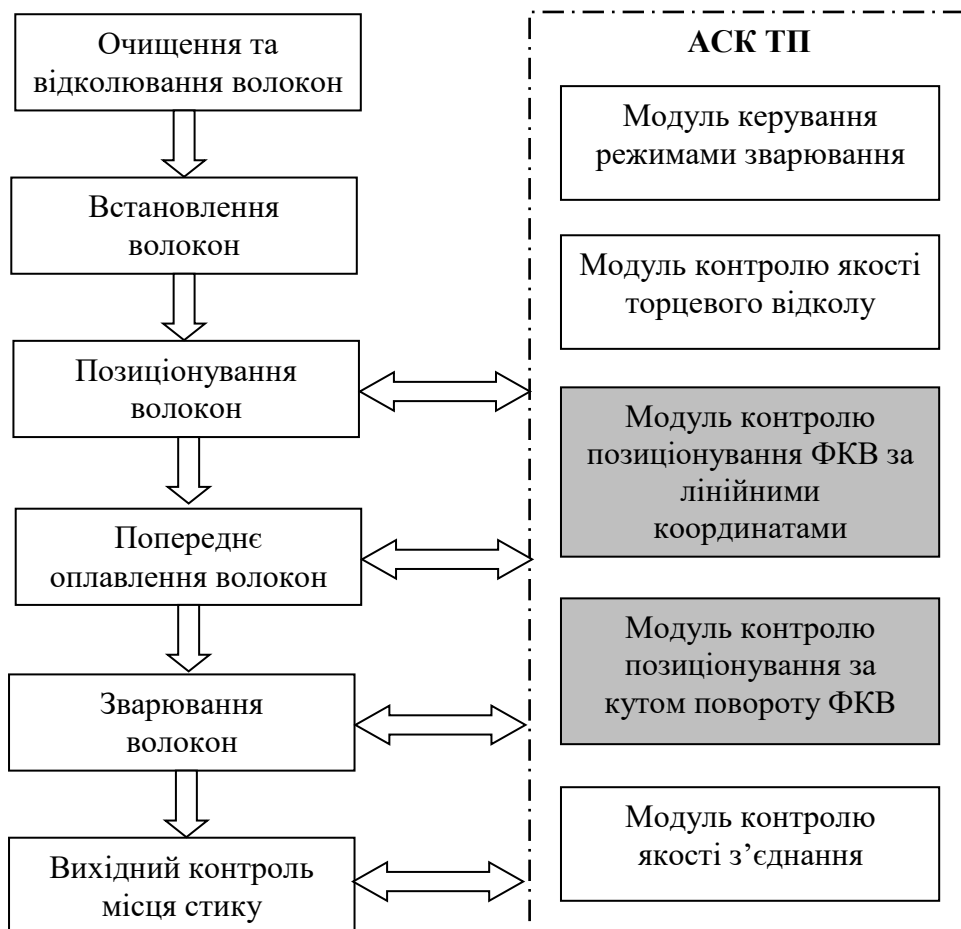 Очищення та
відколювання волокон
Встановлення
волокон
Позиціонування
волокон
Попереднє
оплавлення волокон
Зварювання
волокон
Вихідний контроль
місця стику
АСК ТП
Модуль керування
режимами зварювання
Модуль контролю якості
торцевого відколу
Модуль контролю
позиціонування ФКВ за
лінійними
координатами
Модуль контролю
позиціонування за
кутом повороту ФКВ
Модуль контролю
якості з’єднання